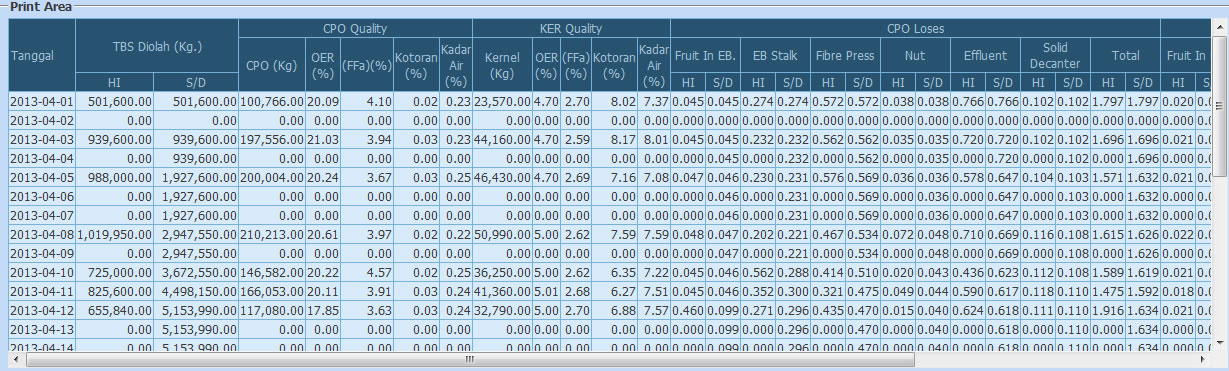 Print Area
Tanggal TBS Diolah (Kg.) CPO Quality KER Quality CPO Loses
CPO (Kg) OER (%) (FFa)(%) Kotoran (%) Kadar Air (%) Kernel (Kg) OER (%) (FFa) (%) Kotoran (%) Kadar Air (%) Fruit In EB. EB Stalk Fibre Press Nut Effluent Solid Decanter Total Fruit In
HI S/D HI S/D HI S/D HI S/D HI S/D HI S/D HI S/D HI S/D HI
2013-04-01 501,600.00 501,600.00 100,766.00 20.09 4.10 0.02 0.23 23,570.00 4.70 2.70 8.02 7.37 0.045 0.045 0.274 0.274 0.572 0.572 0.038 0.038 0.766 0.766 0.102 0.102 1.797 1.797 0.020 0.0
2013-04-02 0.00 0.00 0.00 0.00 0.00 0.00 0.00 0.00 0.00 0.00 0.00 0.00 0.000 0.000 0.000 0.000 0.000 0.000 0.000 0.000 0.000 0.000 0.000 0.000 0.000 0.000 0.000 0.0
2013-04-03 939,600.00 939,600.00 197,556.00 21.03 3.94 0.03 0.23 44,160.00 4.70 2.59 8.17 8.01 0.045 0.045 0.232 0.232 0.562 0.562 0.035 0.035 0.720 0.720 0.102 0.102 1.696 1.696 0.021 0.0
2013-04-04 0.00 939,600.00 0.00 0.00 0.00 0.00 0.00 0.00 0.00 0.00 0.00 0.00 0.000 0.045 0.000 0.232 0.000 0.562 0.000 0.035 0.000 0.720 0.000 0.102 0.000 1.696 0.000 0.0
2013-04-05 988,000.00 1,927,600.00 200,004.00 20.24 3.67 0.03 0.25 46,430.00 4.70 2.69 7.16 7.08 0.047 0.046 0.230 0.231 0.576 0.569 0.036 0.036 0.578 0.647 0.104 0.103 1.571 1.632 0.021 0.0
2013-04-06 0.00 1,927,600.00 0.00 0.00 0.00 0.00 0.00 0.00 0.00 0.00 0.00 0.00 0.000 0.046 0.000 0.231 0.000 0.569 0.000 0.036 0.000 0.647 0.000 0.103 0.000 1.632 0.000 0.0
2013-04-07 0.00 1,927,600.00 0.00 0.00 0.00 0.00 0.00 0.00 0.00 0.00 0.00 0.00 0.000 0.046 0.000 0.231 0.000 0.569 0.000 0.036 0.000 0.647 0.000 0.103 0.000 1.632 0.000 0.0
2013-04-08 1,019,950.00 2,947,550.00 210,213.00 20.61 3.97 0.02 0.22 50,990.00 5.00 2.62 7.59 7.59 0.048 0.047 0.202 0.221 0.467 0.534 0.072 0.048 0.710 0.669 0.116 0.108 1.615 1.626 0.022 0.0
2013-04-09 0.00 2,947,550.00 0.00 0.00 0.00 0.00 0.00 0.00 0.00 0.00 0.00 0.00 0.000 0.047 0.000 0.221 0.000 0.534 0.000 0.048 0.000 0.669 0.000 0.108 0.000 1.626 0.000 0.0
2013-04-10 725,000.00 3,672,550.00 146,582.00 20.22 4.57 0.02 0.25 36,250.00 5.00 2.62 6.35 7.22 0.045 0.046 0.562 0.288 0.414 0.510 0.020 0.043 0.436 0.623 0.112 0.108 1.589 1.619 0.021 0.0
2013-04-11 825,600.00 4,498,150.00 166,053.00 20.11 3.91 0.03 0.24 41,360.00 5.01 2.68 6.27 7.51 0.045 0.046 0.352 0.300 0.321 0.475 0.049 0.044 0.590 0.617 0.118 0.110 1.475 1.592 0.018 0.0
2013-04-12 655,840.00 5,153,990.00 117,080.00 17.85 3.63 0.03 0.24 32,790.00 5.00 2.70 6.88 7.57 0.460 0.099 0.271 0.296 0.435 0.470 0.015 0.040 0.624 0.618 0.111 0.110 1.916 1.634 0.021 0.0
2013-04-13 0.00 5,153,990.00 0.00 0.00 0.00 0.00 0.00 0.00 0.00 0.00 0.00 0.00 0.000 0.099 0.000 0.296 0.000 0.470 0.000 0.040 0.000 0.618 0.000 0.110 0.000 1.634 0.000 0.0
2013-04-14 0.00 5,153,990.00 0.00 0.00 0.00 0.00 0.00 0.00 0.00 0.00 0.00 0.00 0.000 0.099 0.000 0.296 0.000 0.470 0.000 0.040 0.000 0.618 0.000 0.110 0.000 1.634 0.000 0.0